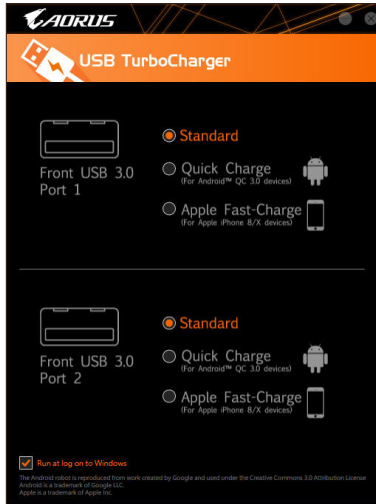 AORUS
USB TurboCharger
Front USB 3.0
Port 1
Standard
Quick Charge
(For Android™ QC 3.0 devices)
Apple Fast-Charge
(For Apple iPhone 8/X devices)
Front USB 3.0
Port 2
Standard
Quick Charge
(For Android™ QC 3.0 devices)
Apple Fast-Charge
(For Apple iPhone 8/X devices)
Run at log on to Windows
The Android robot is reproduced from work created by Google and used under the Creative Commons 3.0 Attribution License
Android is a trademark of Google LLC.
Apple is a trademark of Apple Inc.